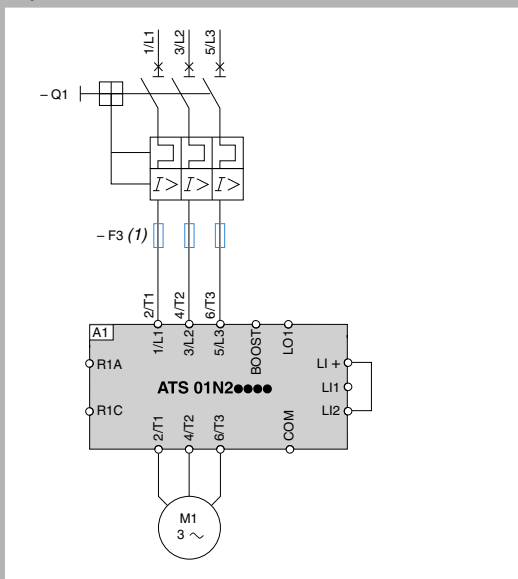 1/L1 3/L2 5/L3
– Q1
I> I> I>
– F3 (1)
2/T1 4/T2 6/T3
A1 1/L1 3/L2 5/L3 BOOST LO1
R1A LI +
ATS 01N2●●●● LI1
R1C LI2
2/T1 4/T2 6/T3 COM
M1
3 ~